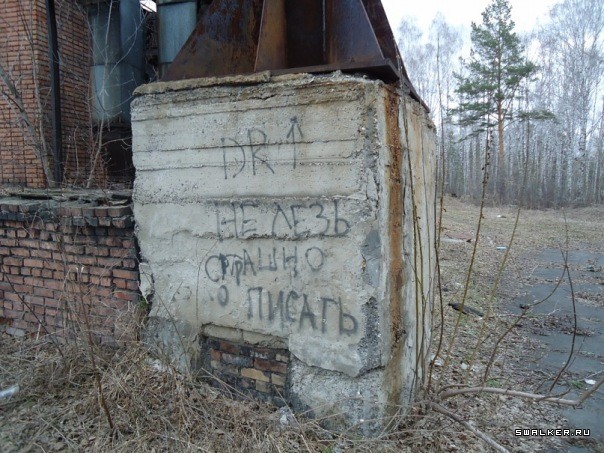 DR ↑
НЕ ЛЕЗЬ
СТРАШНО
О ПИСАТЬ
SWALKER.RU